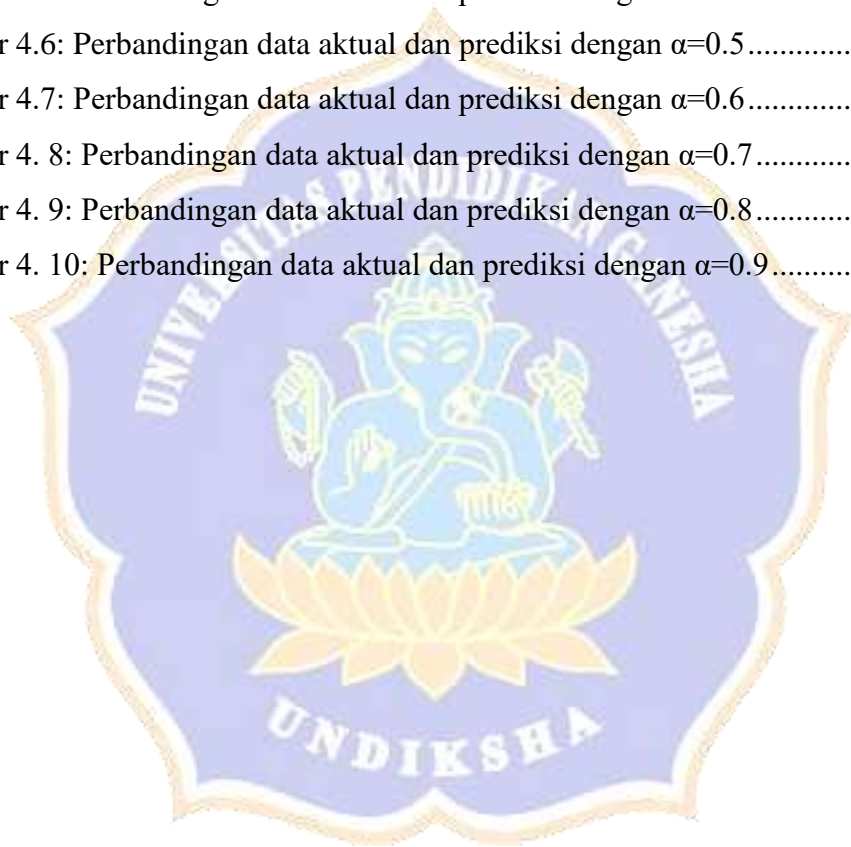 r 4.6: Perbandingan data aktual dan prediksi dengan α=0.5.............
r 4.7: Perbandingan data aktual dan prediksi dengan α=0.6.............
r 4. 8: Perbandingan data aktual dan prediksi dengan α=0.7............
r 4. 9: Perbandingan data aktual dan prediksi dengan α=0.8............
r 4. 10: Perbandingan data aktual dan prediksi dengan α=0.9..........
UNIVERSITAS PENDIDIKAN GANESHA
UNDIKSHA